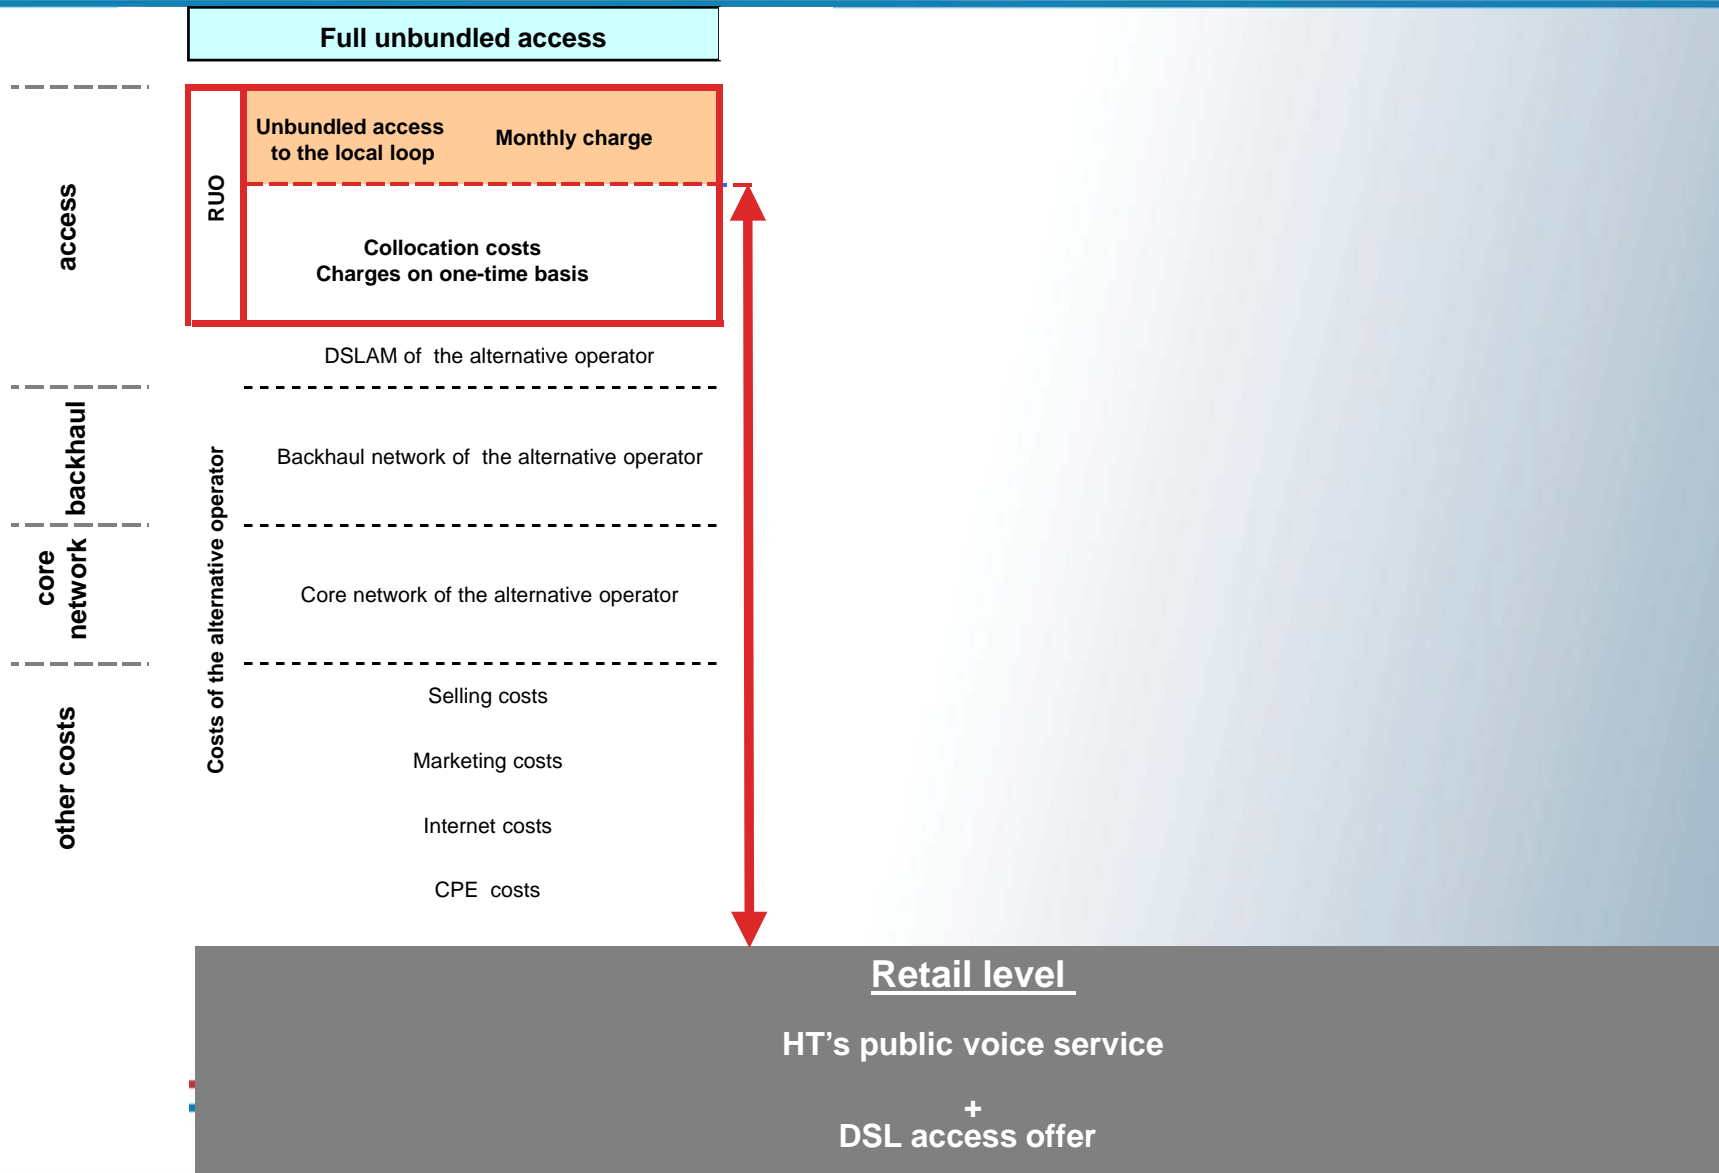 Full unbundled access
access
RUO
Unbundled access
to the local loop
Monthly charge
Collocation costs
Charges on one-time basis
DSLAM of the alternative operator
backhaul
Costs of the alternative operator
Backhaul network of the alternative operator
core
network
Core network of the alternative operator
other costs
Selling costs
Marketing costs
Internet costs
CPE costs
Retail level
HT’s public voice service
+
DSL access offer